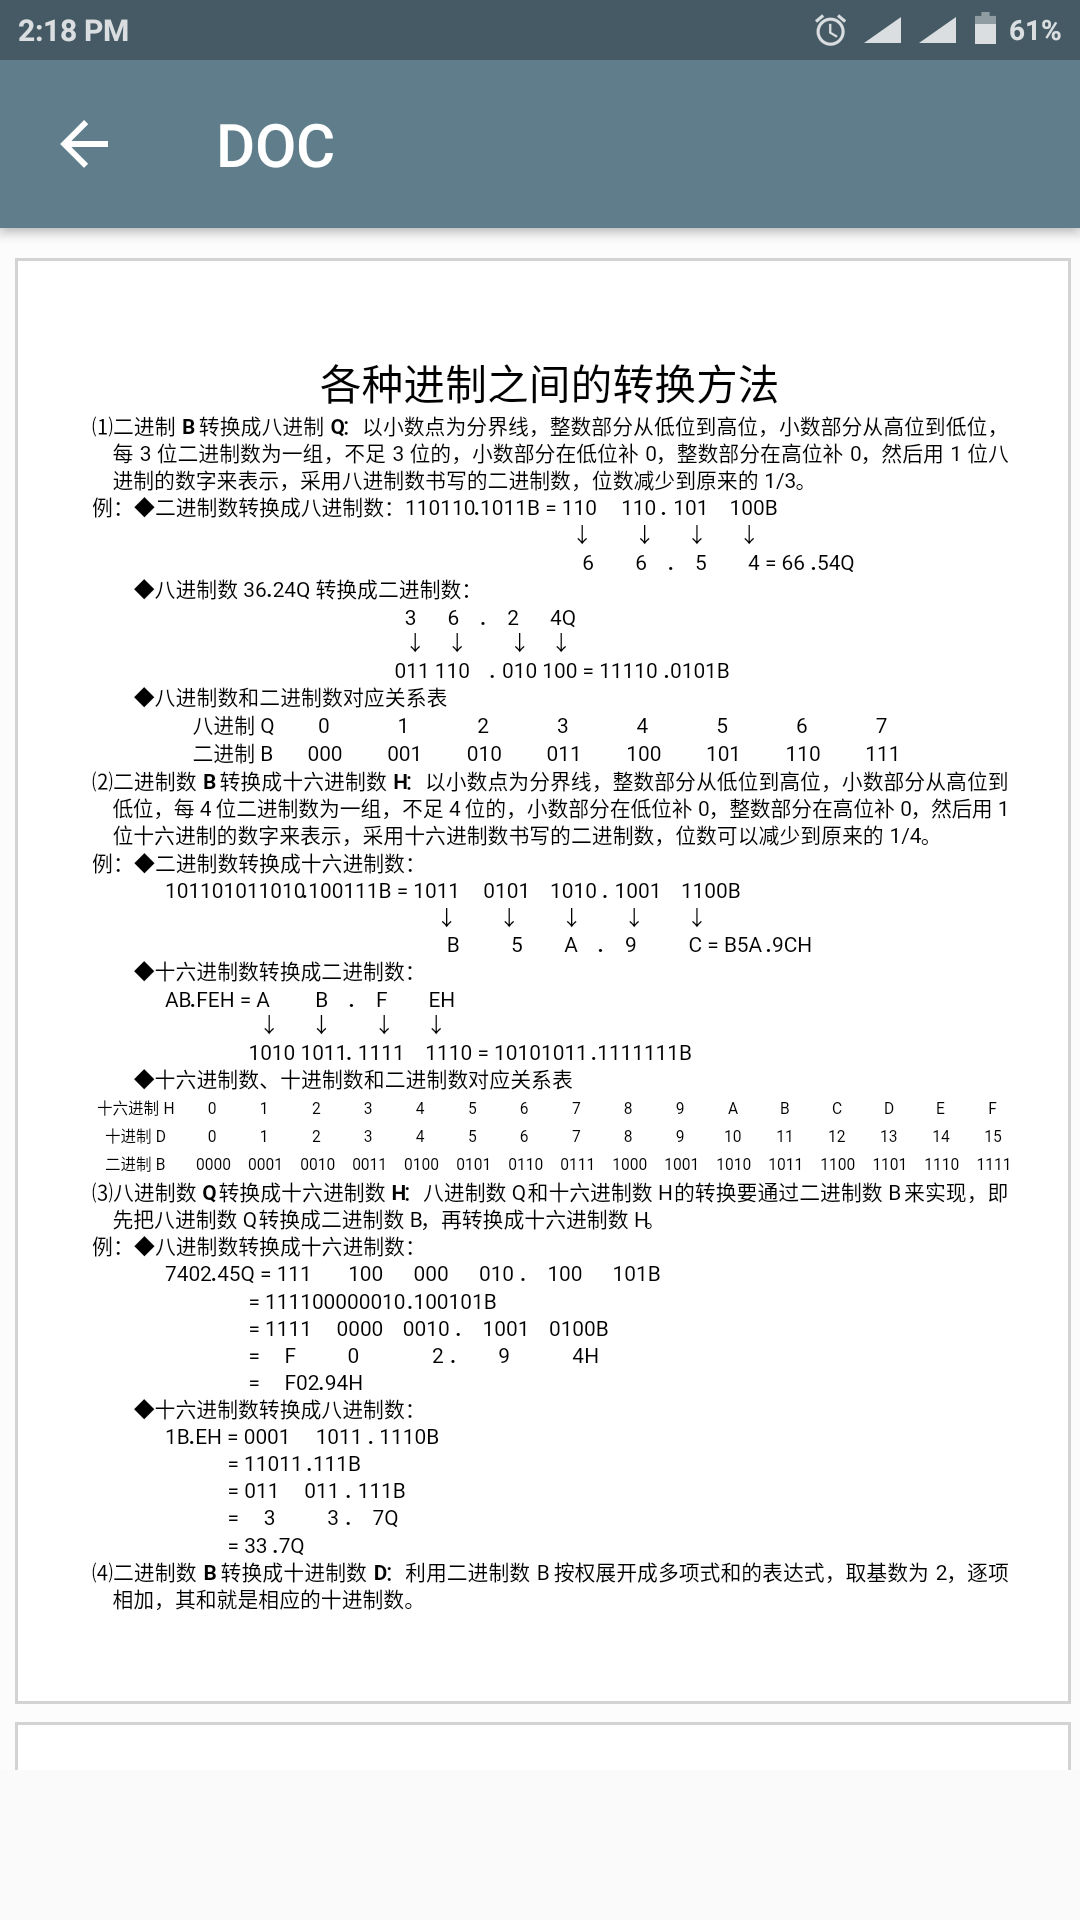 2:18 PM
61%
DOC
各种进制之间的转换方法
⑴二进制 B 转换成八进制 Q：以小数点为分界线，整数部分从低位到高位，小数部分从高位到低位，
每 3 位二进制数为一组，不足 3 位的，小数部分在低位补 0，整数部分在高位补 0，然后用 1 位八
进制的数字来表示，采用八进制数书写的二进制数，位数减少到原来的 1/3。
例：◆二进制数转换成八进制数：110110.1011B = 110 110 . 101 100B
↓ ↓ ↓ ↓
6 6 . 5 4 = 66 .54Q
◆八进制数 36.24Q 转换成二进制数：
3 6 . 2 4Q
↓ ↓ ↓ ↓
011 110 . 010 100 = 11110 .0101B
◆八进制数和二进制数对应关系表
八进制 Q 0 1 2 3 4 5 6 7
二进制 B 000 001 010 011 100 101 110 111
⑵二进制数 B 转换成十六进制数 H：以小数点为分界线，整数部分从低位到高位，小数部分从高位到
低位，每 4 位二进制数为一组，不足 4 位的，小数部分在低位补 0，整数部分在高位补 0，然后用 1
位十六进制的数字来表示，采用十六进制数书写的二进制数，位数可以减少到原来的 1/4。
例：◆二进制数转换成十六进制数：
101101011010.100111B = 1011 0101 1010 . 1001 1100B
↓ ↓ ↓ ↓ ↓
B 5 A . 9 C = B5A .9CH
◆十六进制数转换成二进制数：
AB.FEH = A B . F EH
↓ ↓ ↓ ↓
1010 1011. 1111 1110 = 10101011 .1111111B
◆十六进制数、十进制数和二进制数对应关系表
十六进制 H 0 1 2 3 4 5 6 7 8 9 A B C D E F
十进制 D 0 1 2 3 4 5 6 7 8 9 10 11 12 13 14 15
二进制 B 0000 0001 0010 0011 0100 0101 0110 0111 1000 1001 1010 1011 1100 1101 1110 1111
⑶八进制数 Q转换成十六进制数 H：八进制数 Q和十六进制数 H的转换要通过二进制数 B 来实现，即
先把八进制数 Q转换成二进制数 B，再转换成十六进制数 H。
例：◆八进制数转换成十六进制数：
7402.45Q = 111 100 000 010 . 100 101B
= 111100000010.100101B
= 1111 0000 0010 . 1001 0100B
= F 0 2 . 9 4H
= F02.94H
◆十六进制数转换成八进制数：
1B.EH = 0001 1011 . 1110B
= 11011 .111B
= 011 011 . 111B
= 3 3 . 7Q
= 33 .7Q
⑷二进制数 B 转换成十进制数 D：利用二进制数 B 按权展开成多项式和的表达式，取基数为 2，逐项
相加，其和就是相应的十进制数。